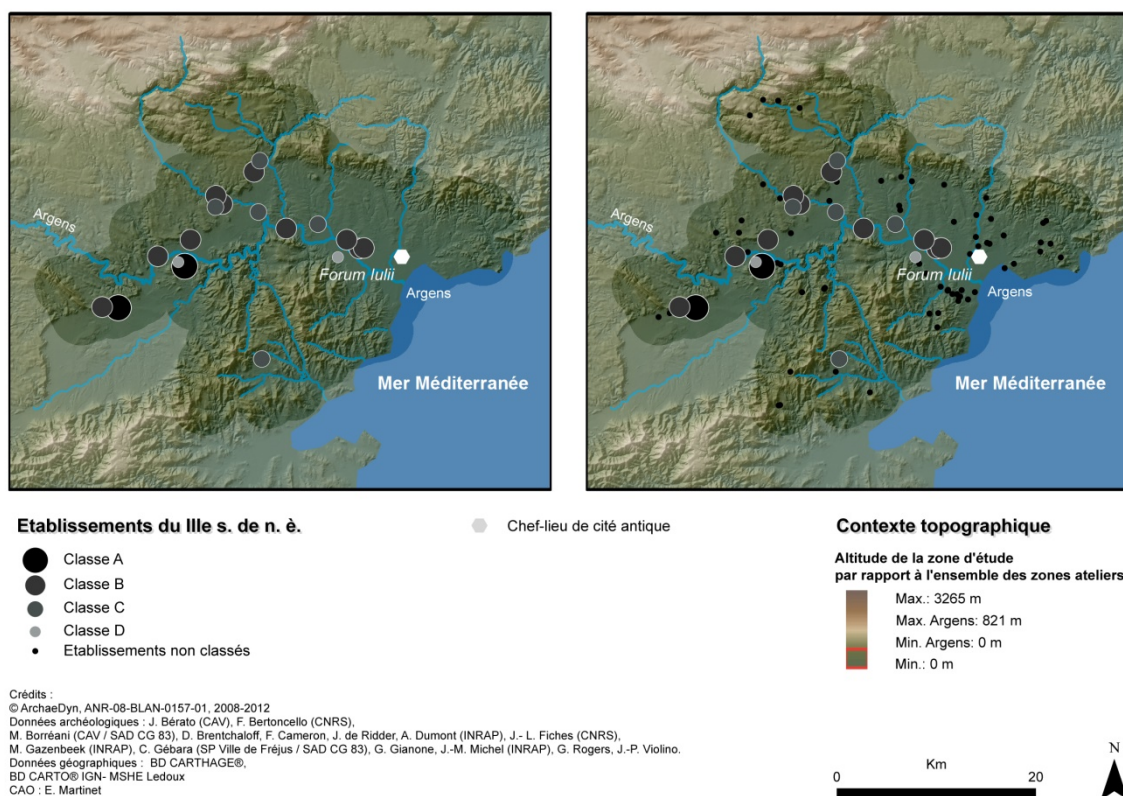 Argens
Forum Iulii
Argens
Mer Méditerranée
Argens
Forum Iulii
Argens
Mer Méditerranée
Etablissements du IIIe s. de n. è.
Classe A
Classe B
Classe C
Classe D
Etablissements non classés
Chef-lieu de cité antique
Contexte topographique
Altitude de la zone d'étude
par rapport à l'ensemble des zones ateliers
Max.: 3265 m
Max. Argens: 821 m
Min. Argens: 0 m
Min.: 0 m
Crédits :
© ArchaeDyn, ANR-08-BLAN-0157-01, 2008-2012
Données archéologiques : J. Bérato (CAV), F. Bertoncello (CNRS),
M. Borréani (CAV / SAD CG 83), D. Brentchaloff, F. Cameron, J. de Ridder, A. Dumont (INRAP), J.- L. Fiches (CNRS),
M. Gazenbeek (INRAP), C. Gébara (SP Ville de Fréjus / SAD CG 83), G. Gianone, J.-M. Michel (INRAP), G. Rogers, J.-P. Violino.
Données géographiques : BD CARTHAGE®,
BD CARTO® IGN- MSHE Ledoux
CAO : E. Martinet
Km
0 20
N